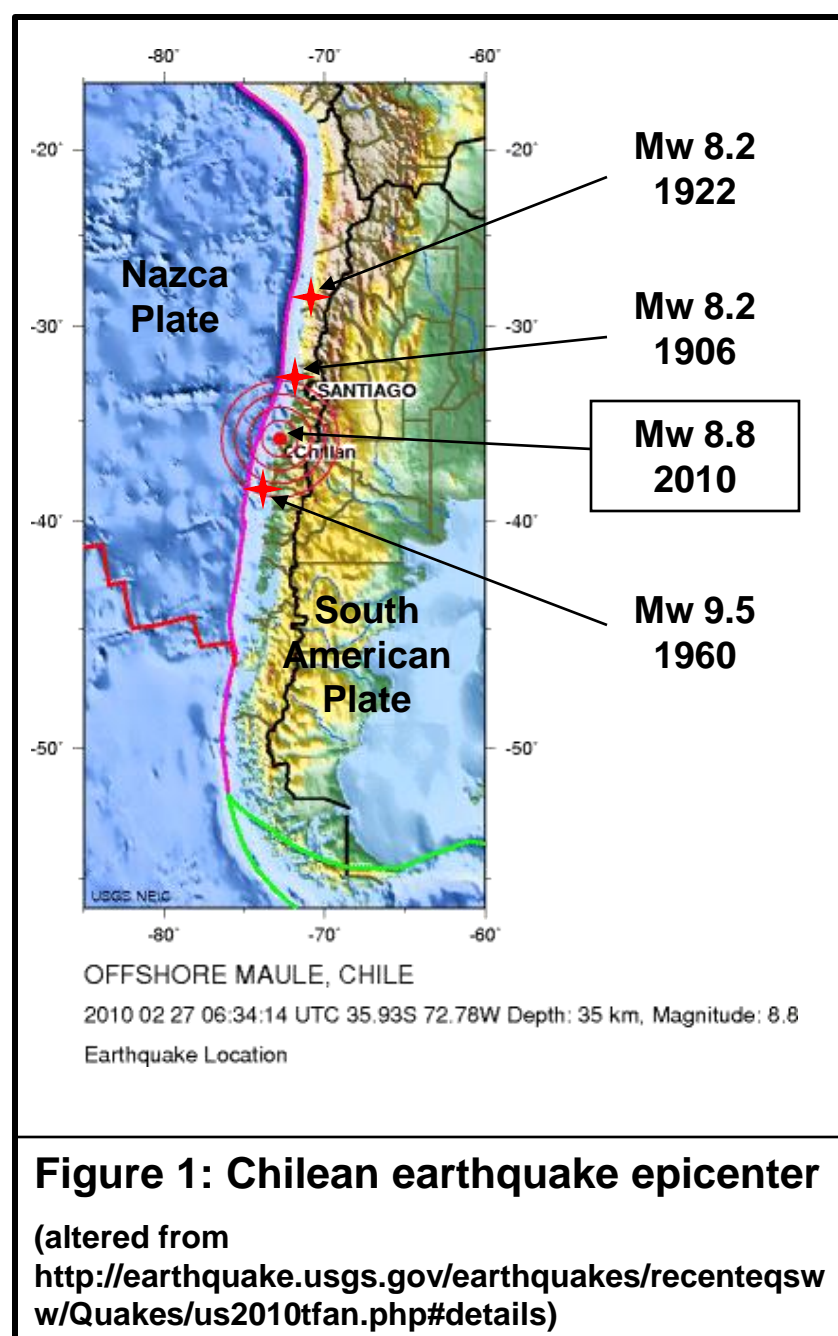 -80° -70° -60°
-20° -20°
Mw 8.2
1922
Nazca
Plate
-30° -30°
Mw 8.2
1906
SANTIAGO
Mw 8.8
2010
Chillan
-40° -40°
South
American
Plate
Mw 9.5
1960
-50° -50°
USGS NEIC
-80° -70° -60°
OFFSHORE MAULE, CHILE
2010 02 27 06:34:14 UTC 35.93S 72.78W Depth: 35 km, Magnitude: 8.8
Earthquake Location
Figure 1: Chilean earthquake epicenter
(altered from
http://earthquake.usgs.gov/earthquakes/recenteqsw
w/Quakes/us2010tfan.php#details)